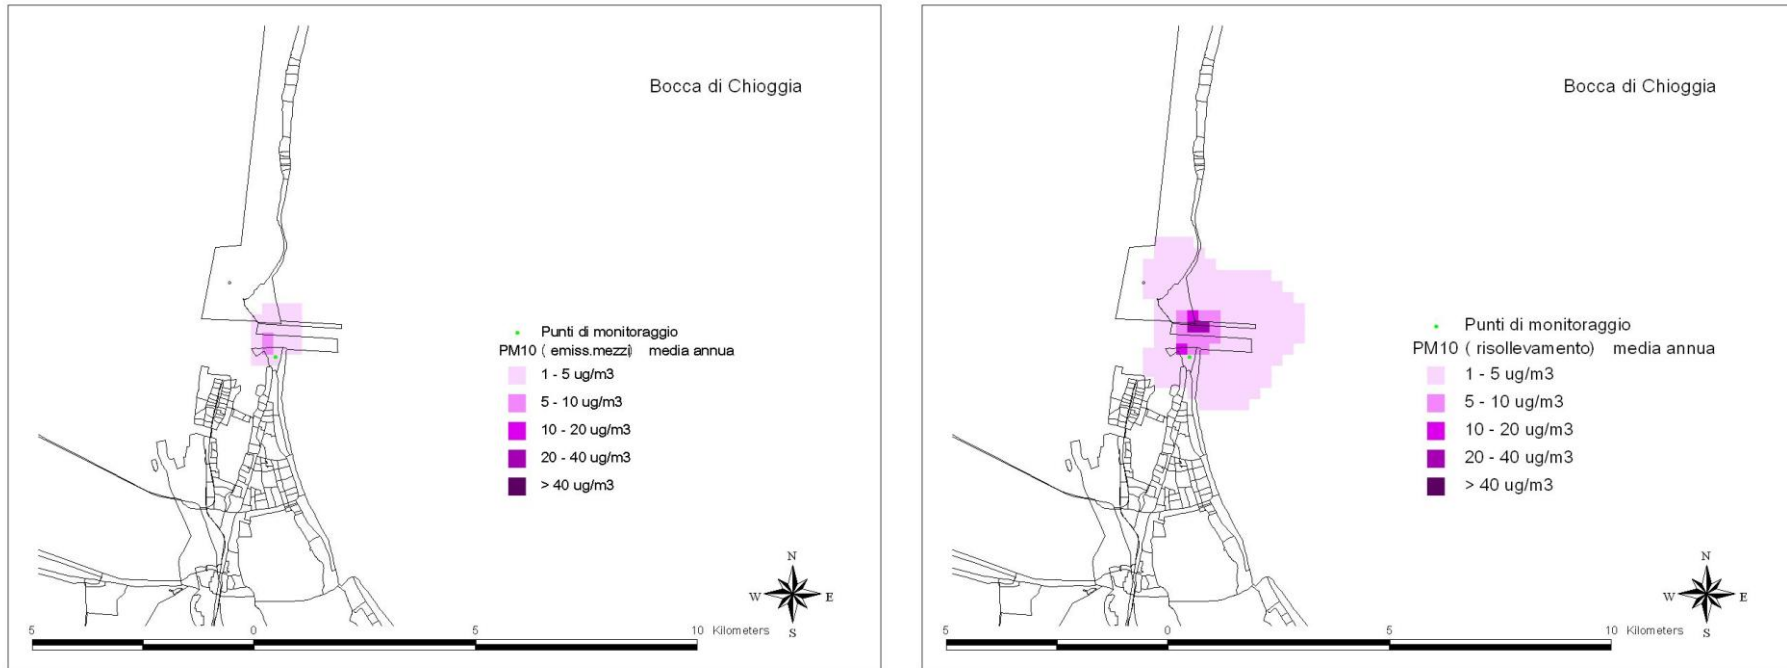 Bocca di Chioggia
Punti di monitoraggio
PM10 ( emiss.mezzi) media annua
1 - 5 ug/m3
5 - 10 ug/m3
10 - 20 ug/m3
20 - 40 ug/m3
> 40 ug/m3
N
W E
S
5 0 5 10 Kilometers
Bocca di Chioggia
Punti di monitoraggio
PM10 ( risollevamento) media annua
1 - 5 ug/m3
5 - 10 ug/m3
10 - 20 ug/m3
20 - 40 ug/m3
> 40 ug/m3
N
W E
S
5 0 5 10 Kilometers